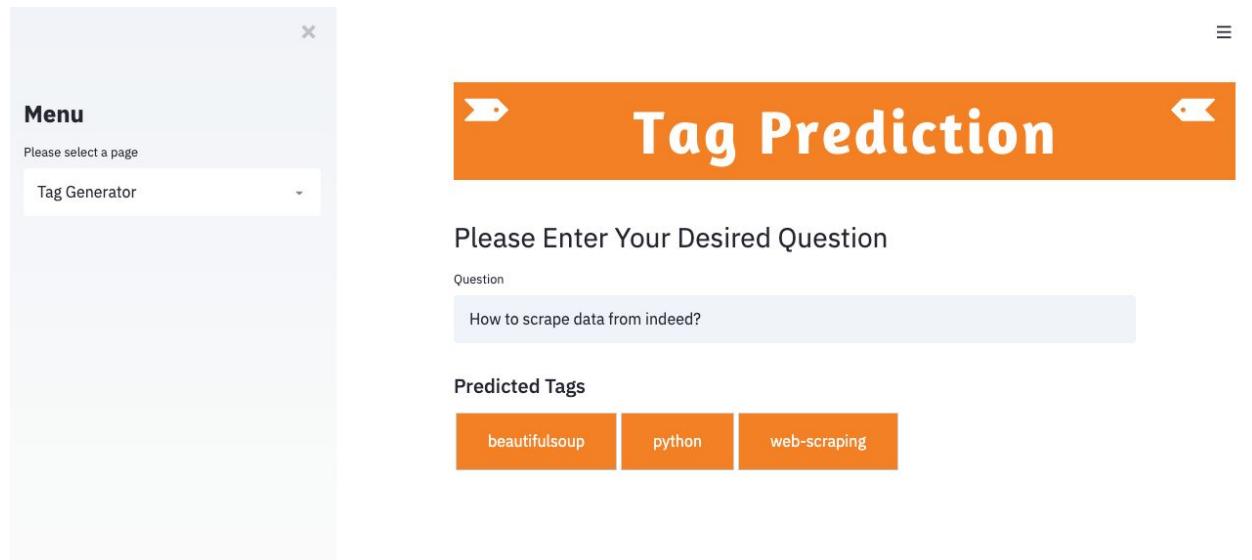 Menu
Please select a page
Tag Generator
Tag Prediction
Please Enter Your Desired Question
Question
How to scrape data from indeed?
Predicted Tags
beautifulsoup python web-scraping